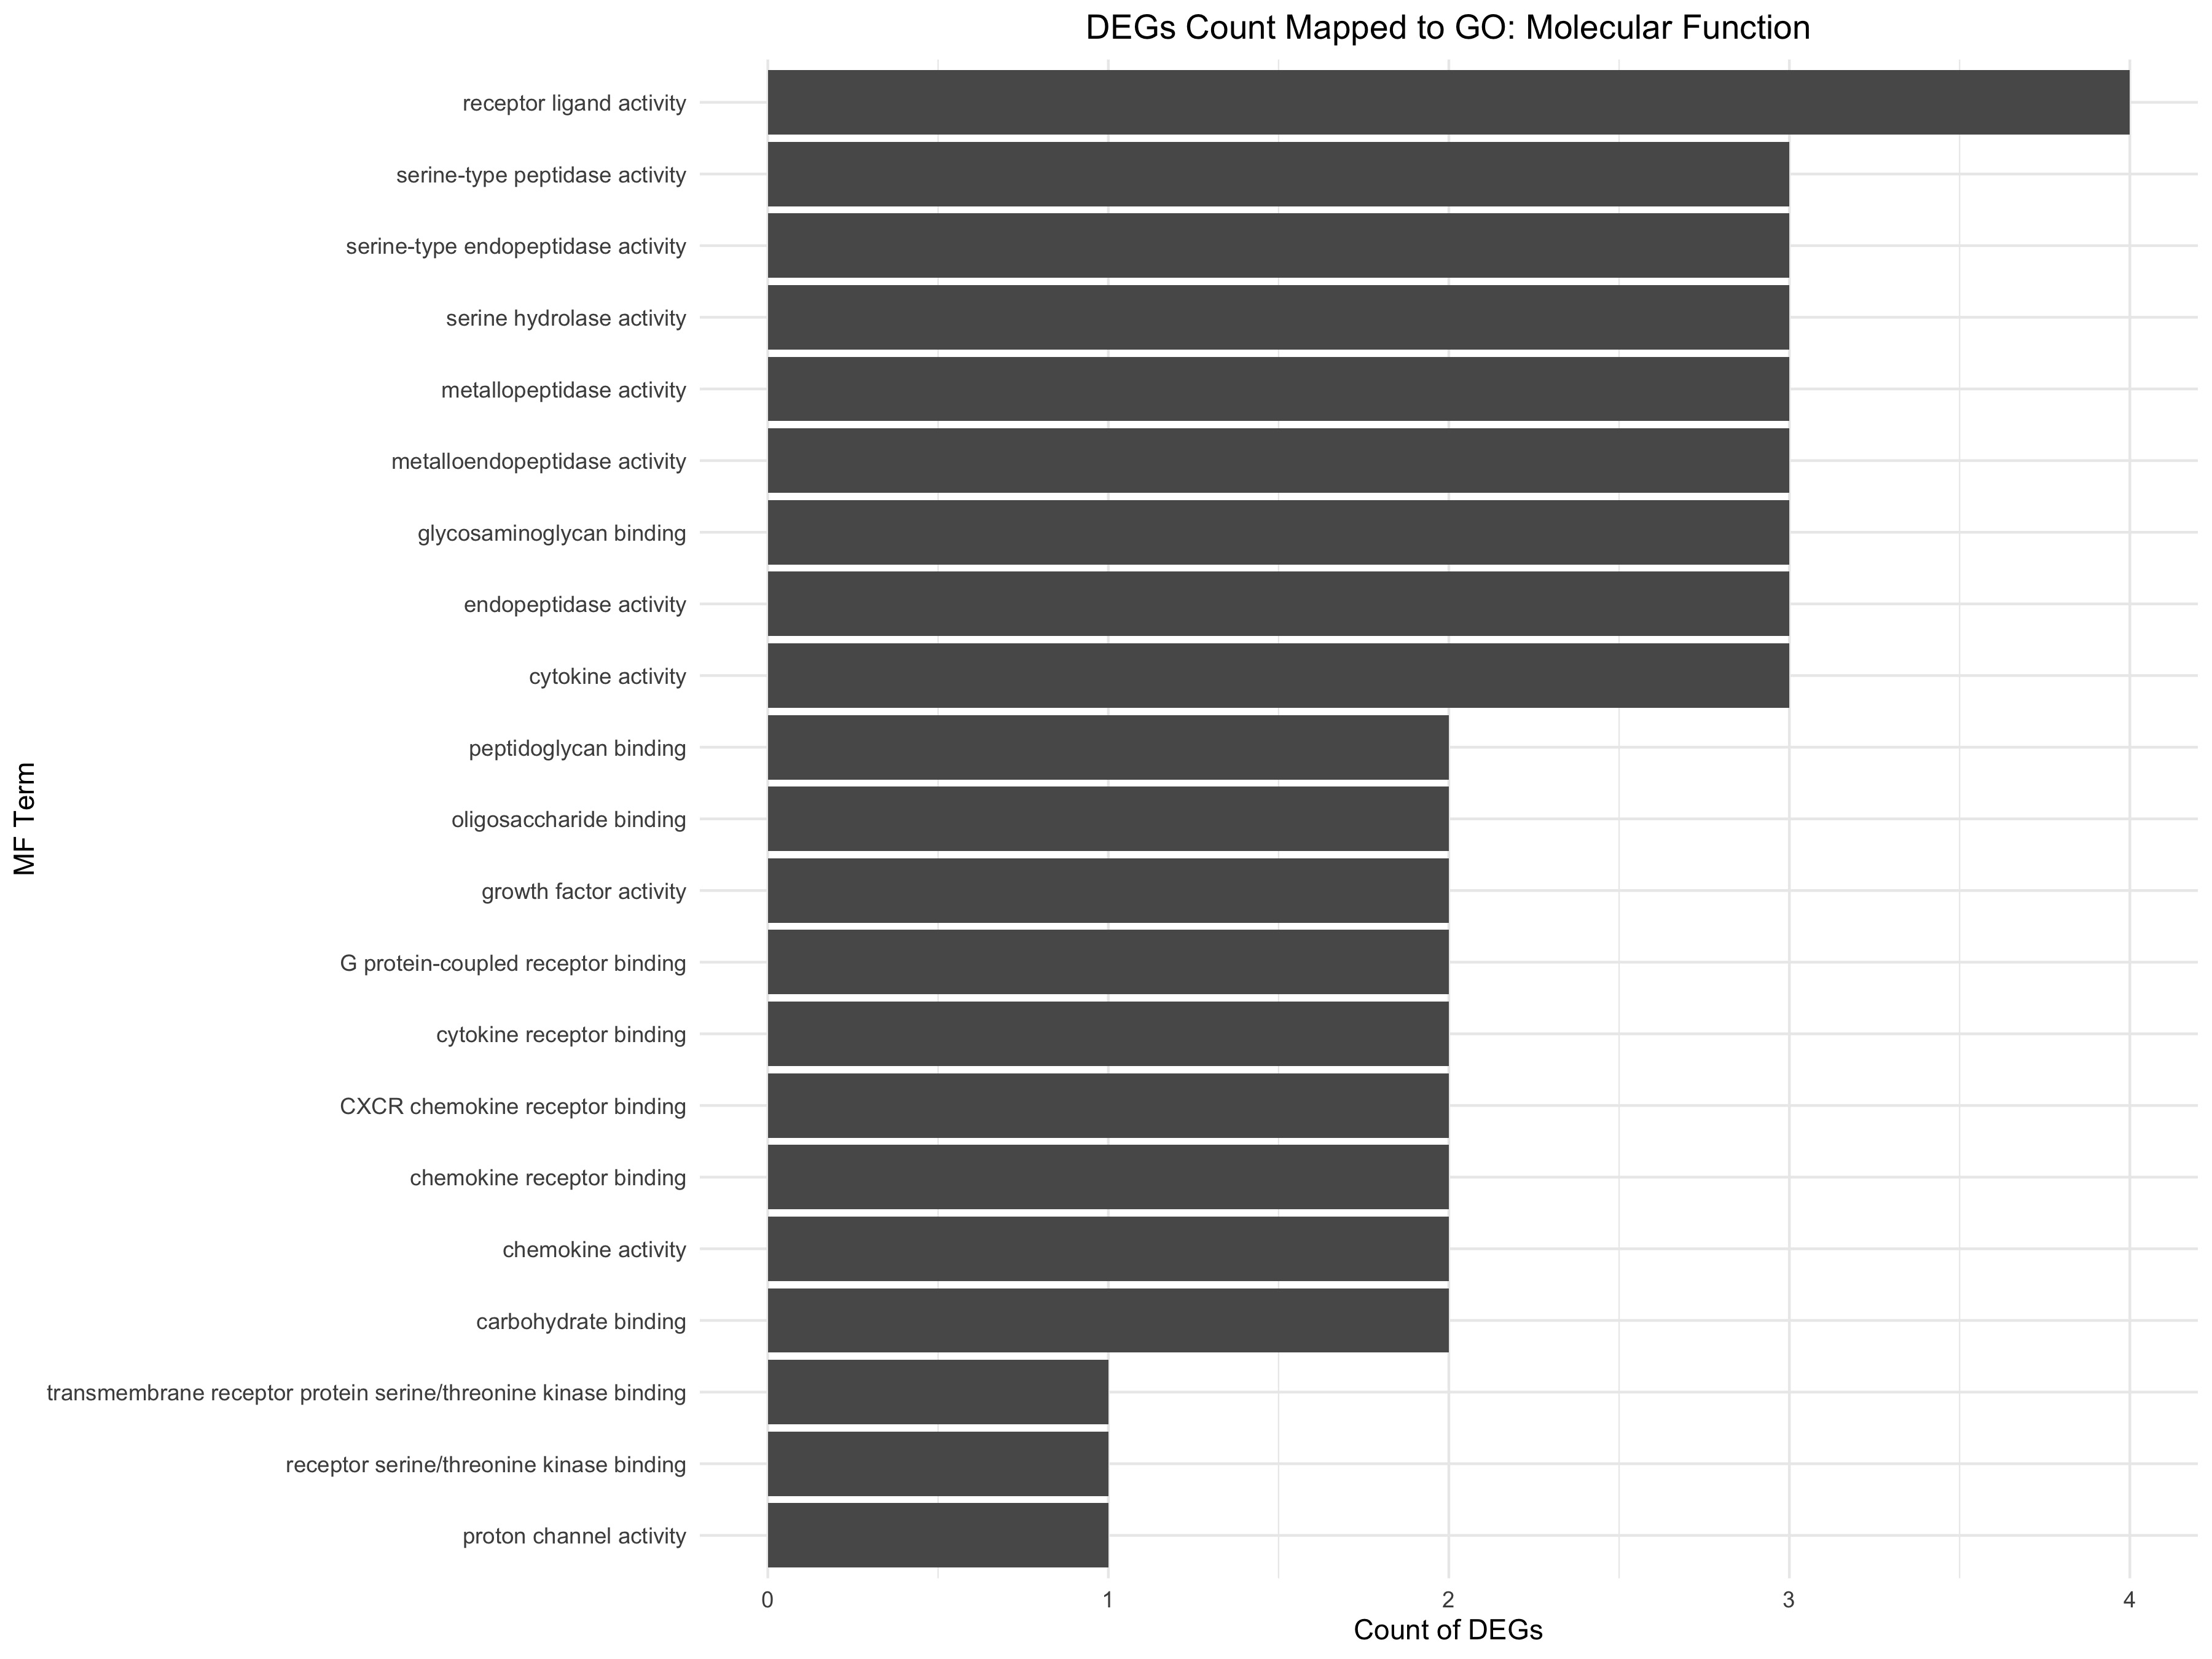 DEGs Count Mapped to GO: Molecular Function
receptor ligand activity
serine-type peptidase activity
serine-type endopeptidase activity
serine hydrolase activity
metallopeptidase activity
metalloendopeptidase activity
glycosaminoglycan binding
endopeptidase activity
cytokine activity
peptidoglycan binding
oligosaccharide binding
growth factor activity
G protein-coupled receptor binding
cytokine receptor binding
CXCR chemokine receptor binding
chemokine receptor binding
chemokine activity
carbohydrate binding
transmembrane receptor protein serine/threonine kinase binding
receptor serine/threonine kinase binding
proton channel activity
MF Term
0 1 2 3 4
Count of DEGs